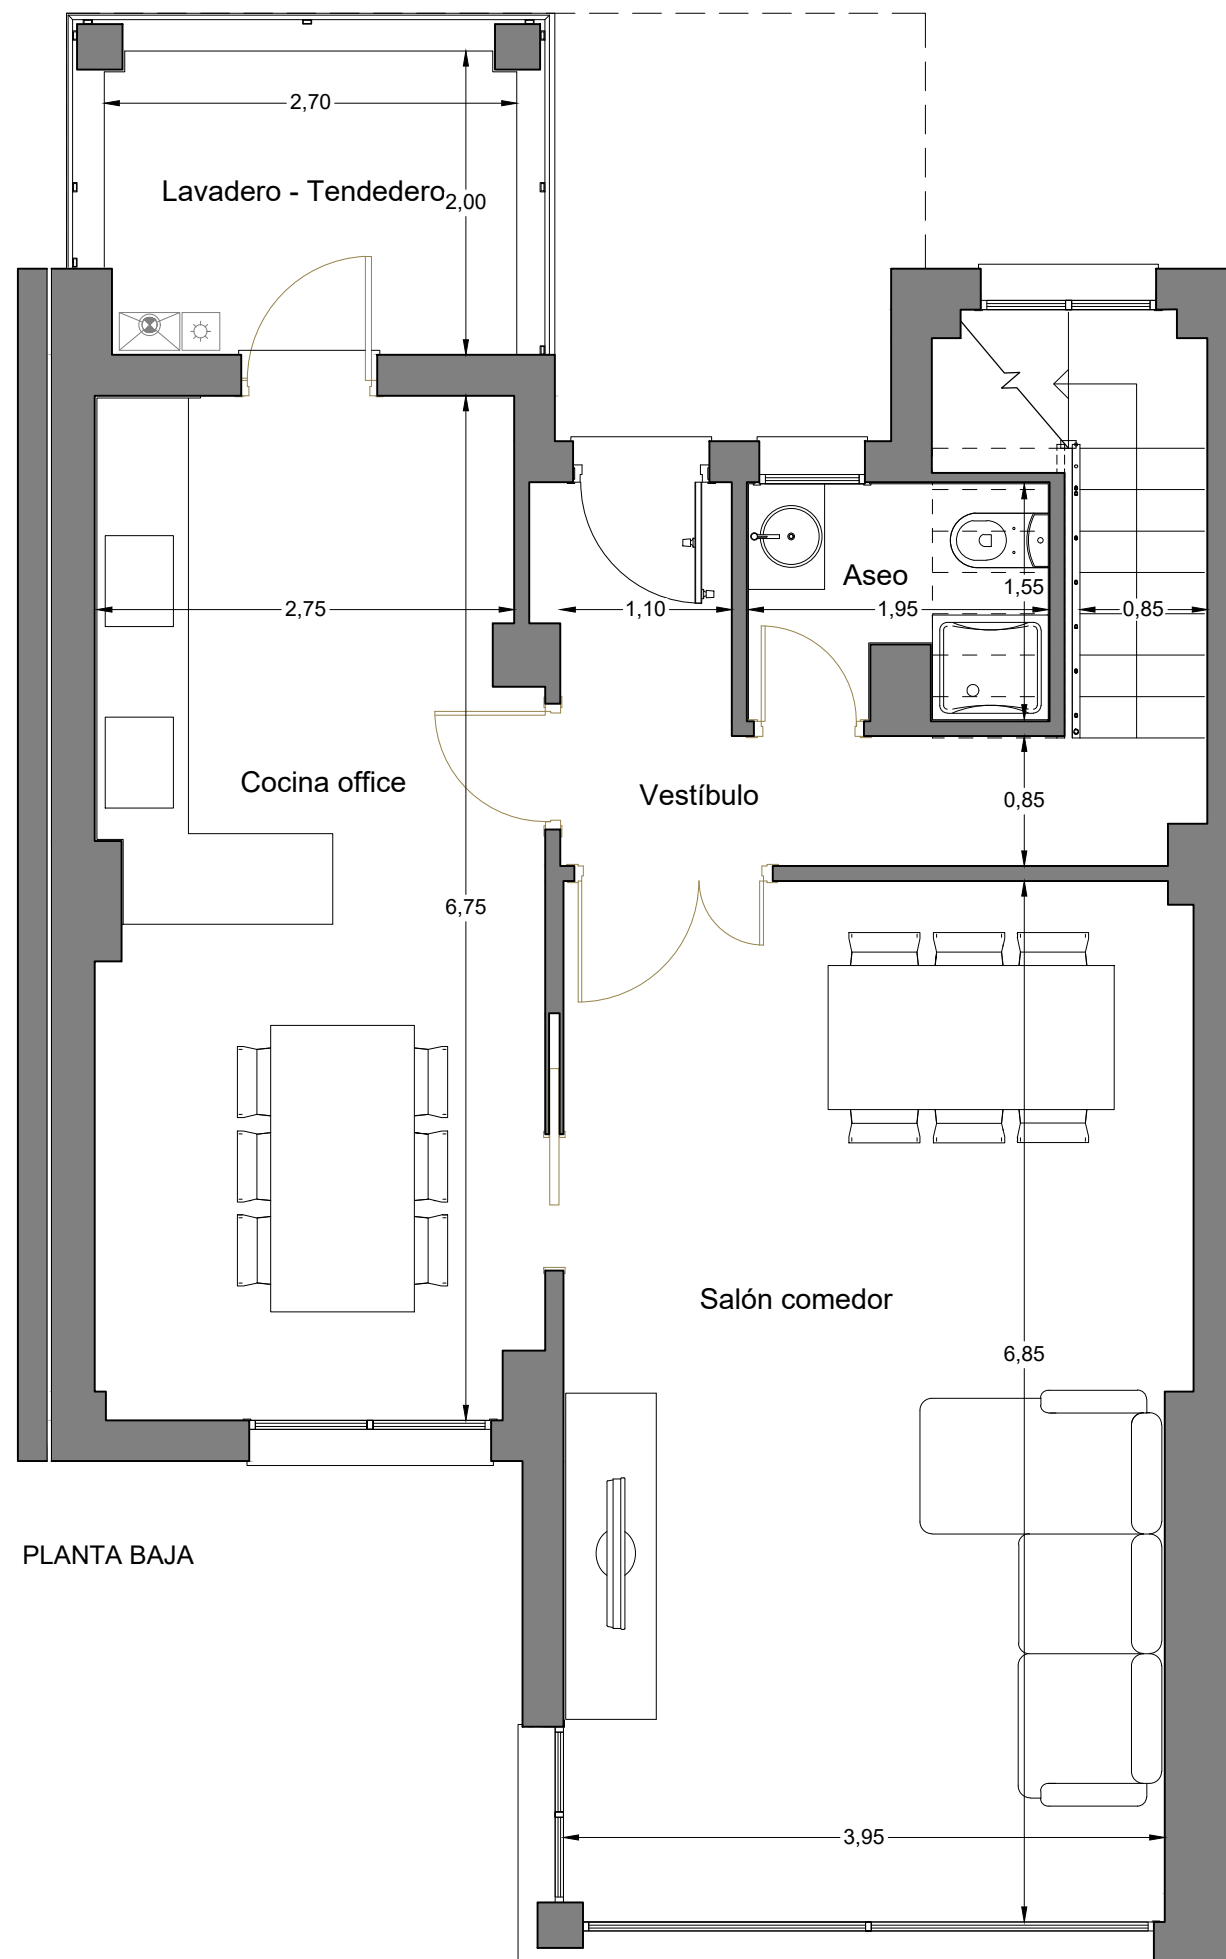 2,70
Lavadero - Tendedero
2,00
2,75
1,10
Aseo
1,95
1,55
0,85
Cocina office
Vestíbulo
0,85
6,75
Salón comedor
6,85
PLANTA BAJA
3,95